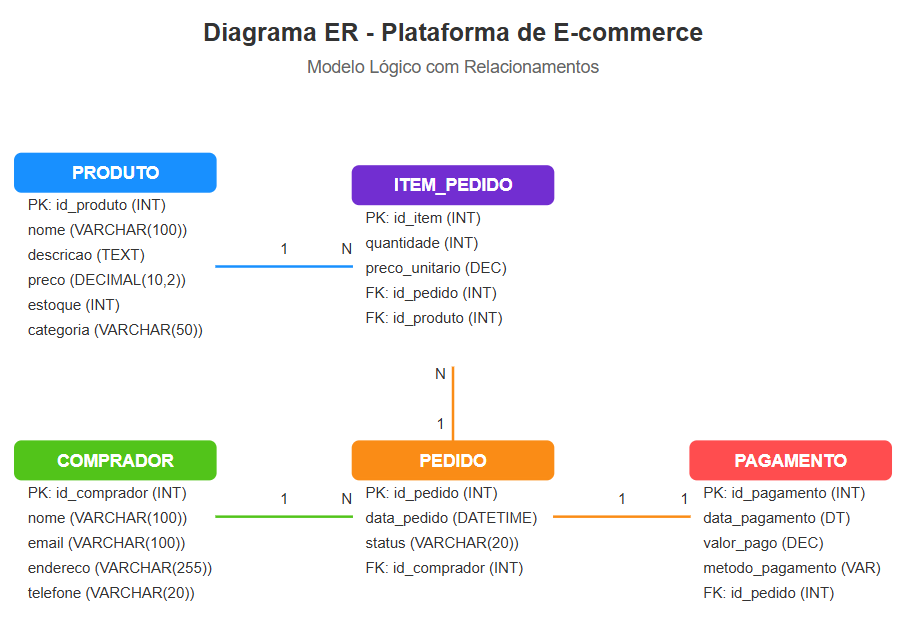 Diagrama ER - Plataforma de E-commerce
Modelo Lógico com Relacionamentos
PRODUTO
PK: id_produto (INT)
nome (VARCHAR(100))
descricao (TEXT)
preco (DECIMAL(10,2))
estoque (INT)
categoria (VARCHAR(50))
1
N
ITEM_PEDIDO
PK: id_item (INT)
quantidade (INT)
preco_unitario (DEC)
FK: id_pedido (INT)
FK: id_produto (INT)
N
1
COMPRADOR
PK: id_comprador (INT)
nome (VARCHAR(100))
email (VARCHAR(100))
endereco (VARCHAR(255))
telefone (VARCHAR(20))
1
N
PEDIDO
PK: id_pedido (INT)
data_pedido (DATETIME)
status (VARCHAR(20))
FK: id_comprador (INT)
1
1
PAGAMENTO
PK: id_pagamento (INT)
data_pagamento (DT)
valor_pago (DEC)
metodo_pagamento (VAR)
FK: id_pedido (INT)